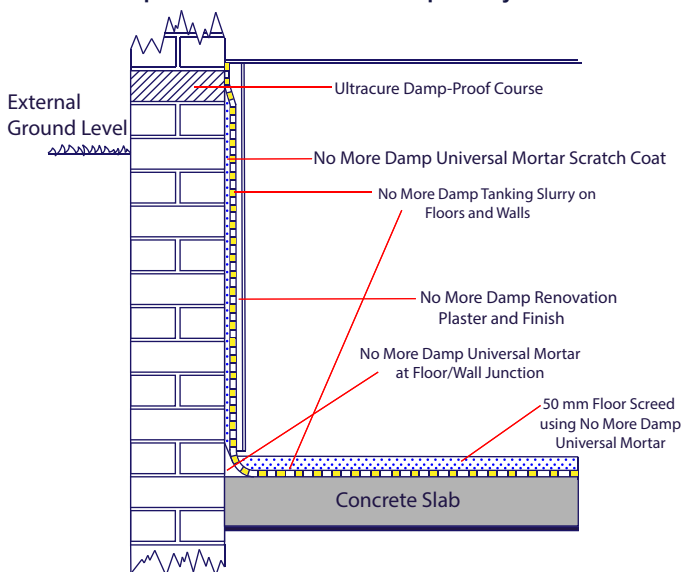 Ultracure Damp-Proof Course
External
Ground Level
No More Damp Universal Mortar Scratch Coat
No More Damp Tanking Slurry on
Floors and Walls
No More Damp Renovation
Plaster and Finish
No More Damp Universal Mortar
at Floor/Wall Junction
50 mm Floor Screed
using No More Damp
Universal Mortar
Concrete Slab